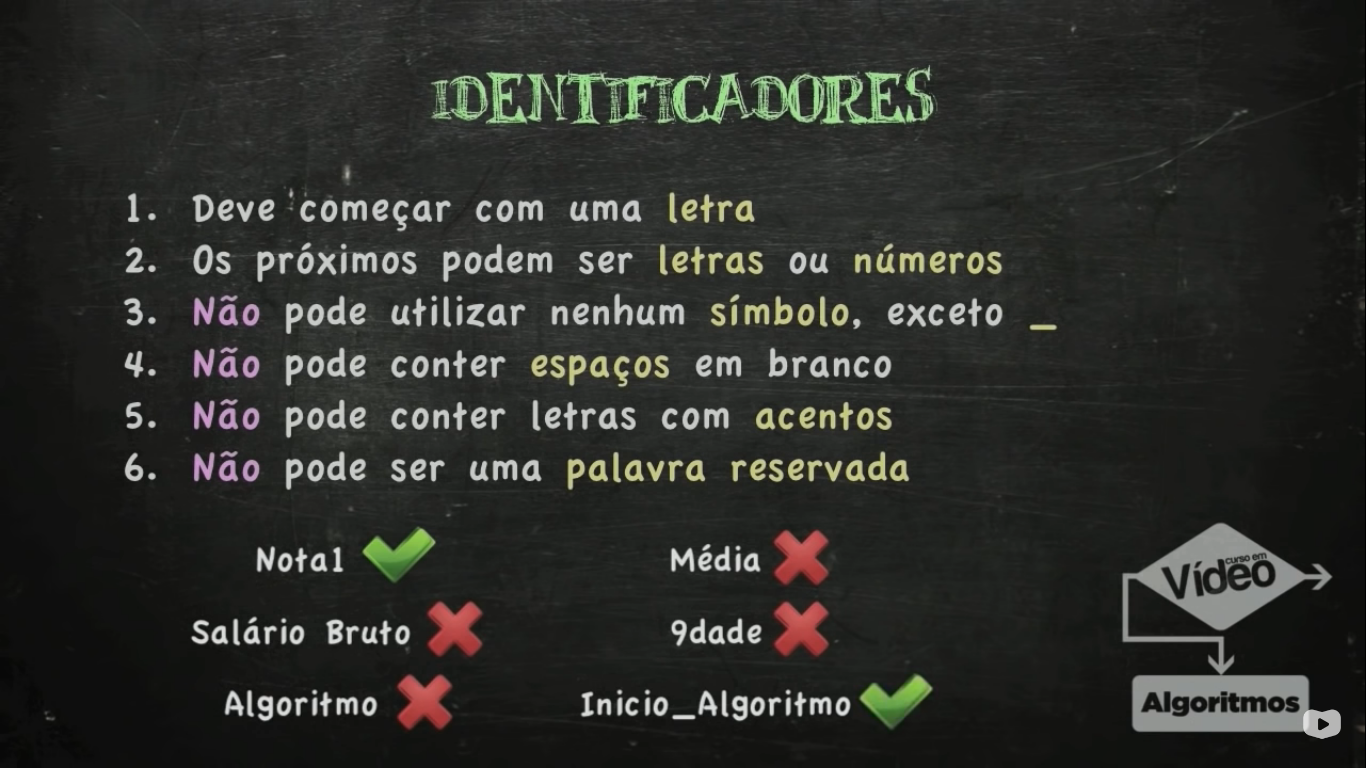 IDENTIFICADORES
1. Deve começar com uma letra
2. Os próximos podem ser letras ou números
3. Não pode utilizar nenhum símbolo, exceto _
4. Não pode conter espaços em branco
5. Não pode conter letras com acentos
6. Não pode ser uma palavra reservada
Nota1
Média
Salário Bruto
9dade
Algoritmo
Inicio_Algoritmo
curso em
Vídeo
Algoritmos